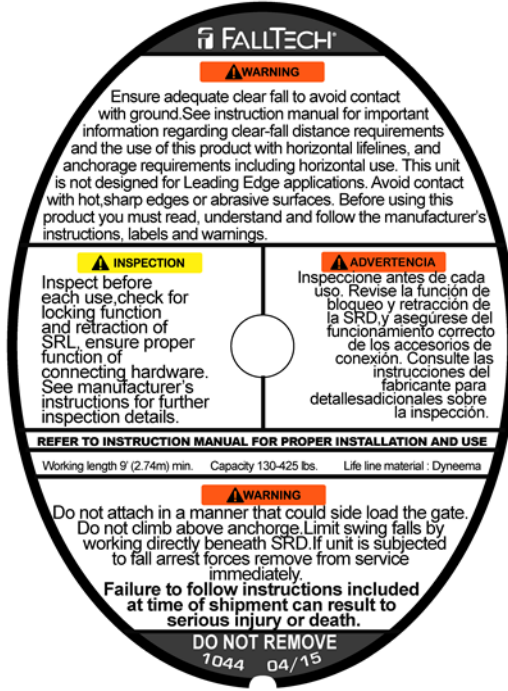 FALLTECH®
WARNING
Ensure adequate clear fall to avoid contact
with ground.See instruction manual for important
information regarding clear-fall distance requirements
and the use of this product with horizontal lifelines, and
anchorage requirements including horizontal use. This unit
is not designed for Leading Edge applications. Avoid contact
with hot,sharp edges or abrasive surfaces. Before using this
product you must read, understand and follow the manufacturer's
instructions, labels and warnings.
INSPECTION
Inspect before
each use,check for
locking function
and retraction of
SRL, ensure proper
function of
connecting hardware.
See manufacturer's
instructions for further
inspection details.
ADVERTENCIA
Inspeccione antes de cada
uso. Revise la función de
bloqueo y retracción de
la SRD,y asegúrese del
funcionamiento correcto
de los accesorios de
conexión. Consulte las
instrucciones del
fabricante para
detallesadicionales sobre
la inspección.
REFER TO INSTRUCTION MANUAL FOR PROPER INSTALLATION AND USE
Working length 9' (2.74m) min. Capacity 130-425 lbs. Life line material : Dyneema
WARNING
Do not attach in a manner that could side load the gate.
Do not climb above anchorge.Limit swing falls by
working directly beneath SRD.If unit is subjected
to fall arrest forces remove from service
immediately.
Failure to follow instructions included
at time of shipment can result to
serious injury or death.
DO NOT REMOVE
1044 04/15